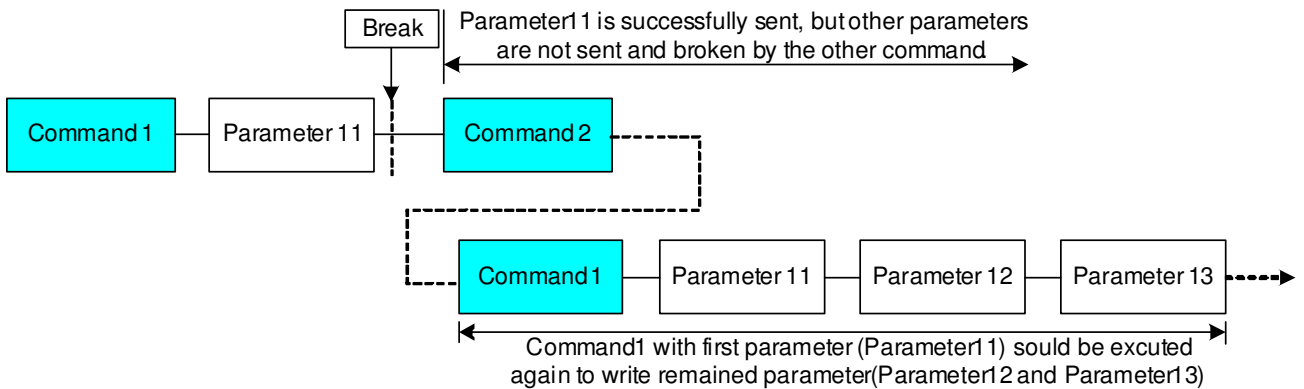 Break
Parameter11 is successfully sent, but other parameters
are not sent and broken by the other command.
Command 1
Parameter 11
Command 2
Command1
Parameter 11
Parameter 12
Parameter 13
Command1 with first parameter (Parameter11) sould be excuted
again to write remained parameter(Parameter12 and Parameter13)